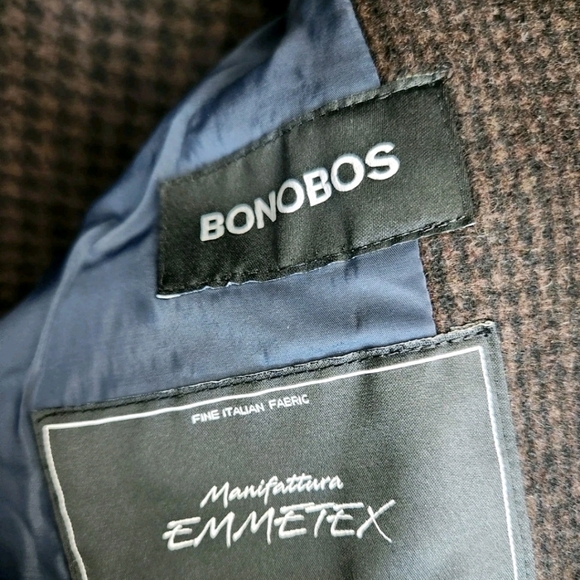 BONOBOS
FINE ITALIAN FABRIC
Manifattura
EMMETEX